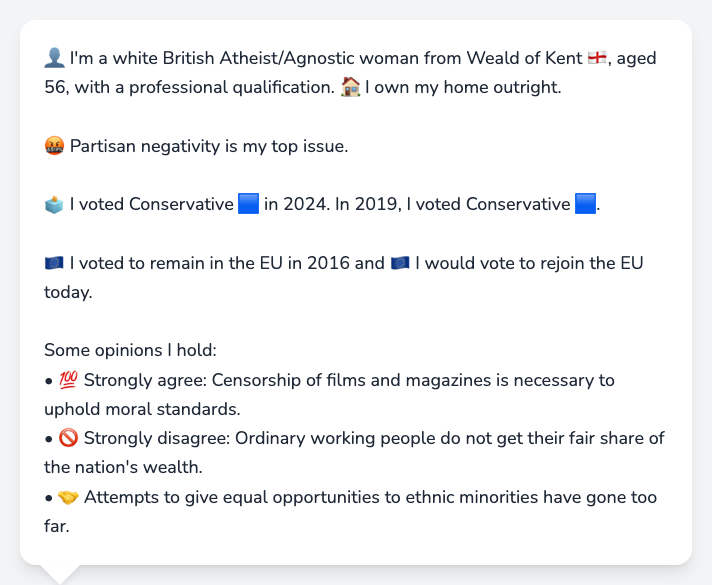 👤 I'm a white British Atheist/Agnostic woman from Weald of Kent 🏴󠁧󠁢󠁥󠁮󠁧󠁿, aged
56, with a professional qualification. 🏠 I own my home outright.
🤬 Partisan negativity is my top issue.
🗳️ I voted Conservative 🟦 in 2024. In 2019, I voted Conservative 🟦.
🇪🇺 I voted to remain in the EU in 2016 and 🇪🇺 I would vote to rejoin the EU
today.
Some opinions I hold:
• 💯 Strongly agree: Censorship of films and magazines is necessary to
uphold moral standards.
• 🚫 Strongly disagree: Ordinary working people do not get their fair share of
the nation's wealth.
• 🤝 Attempts to give equal opportunities to ethnic minorities have gone too
far.